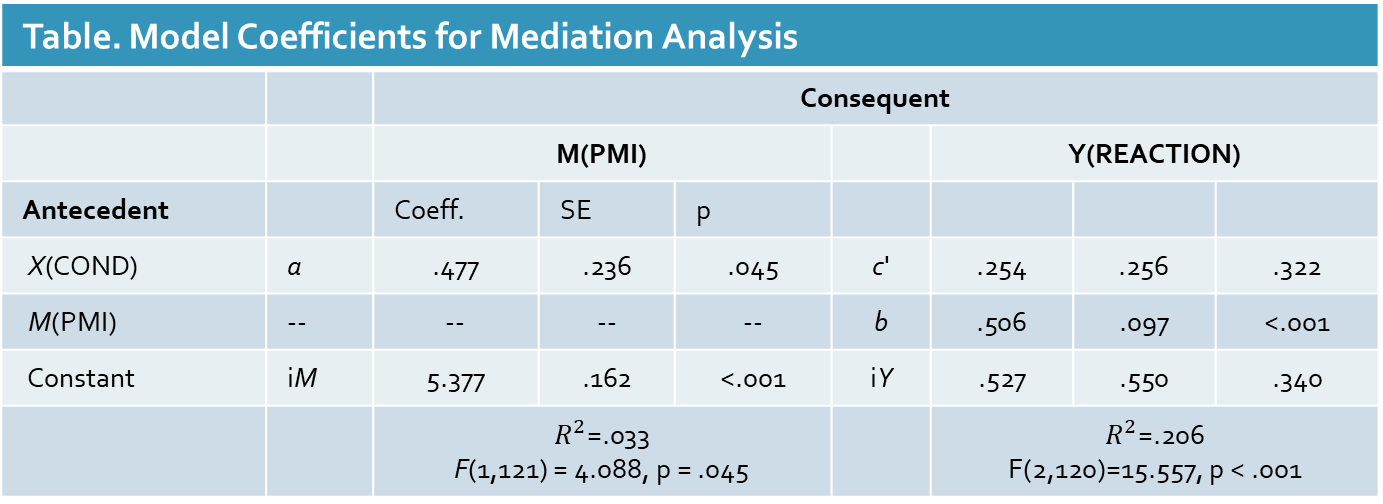 Table. Model Coefficients for Mediation Analysis
Consequent
M(PMI) Y(REACTION)
Antecedent Coeff. SE p
X(COND) a .477 .236 .045 c' .254 .256 .322
M(PMI) -- -- -- -- b .506 .097 <.001
Constant iM 5.377 .162 <.001 iY .527 .550 .340
R²=.033 R²=.206
F(1,121) = 4.088, p = .045 F(2,120)=15.557, p < .001